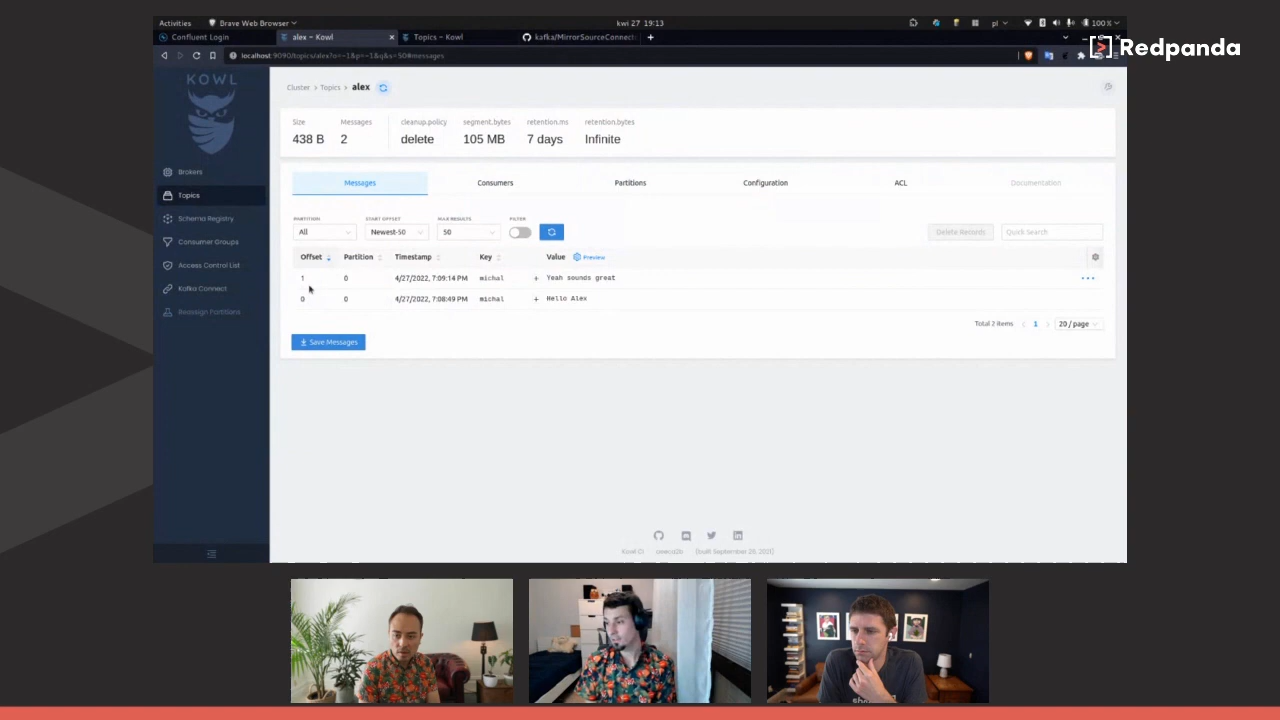 Activities Brave Web Browser kwi 27 19:13 pl 100 %
Confluent Login alex – Kowl Topics – Kowl kafka/MirrorSourceConnect
localhost:9090/topics/alex?o=-1&p=-1&q&s=50#messages
Redpanda
KOWL
Brokers
Topics
Schema Registry
Consumer Groups
Access Control List
Kafka Connect
Reassign Partitions
Cluster > Topics > alex
Size Messages cleanup.policy segment.bytes retention.ms retention.bytes
438 B 2 delete 105 MB 7 days Infinite
Messages Consumers Partitions Configuration ACL Documentation
PARTITION START OFFSET MAX RESULTS FILTER
All Newest-50 50 Delete Records Quick Search
Offset Partition Timestamp Key Value Preview
1 0 4/27/2022, 7:09:14 PM michal + Yeah sounds great
0 0 4/27/2022, 7:08:49 PM michal + Hello Alex
Total 2 items < 1 > 20 / page
Save Messages
(built September 29, 2021)